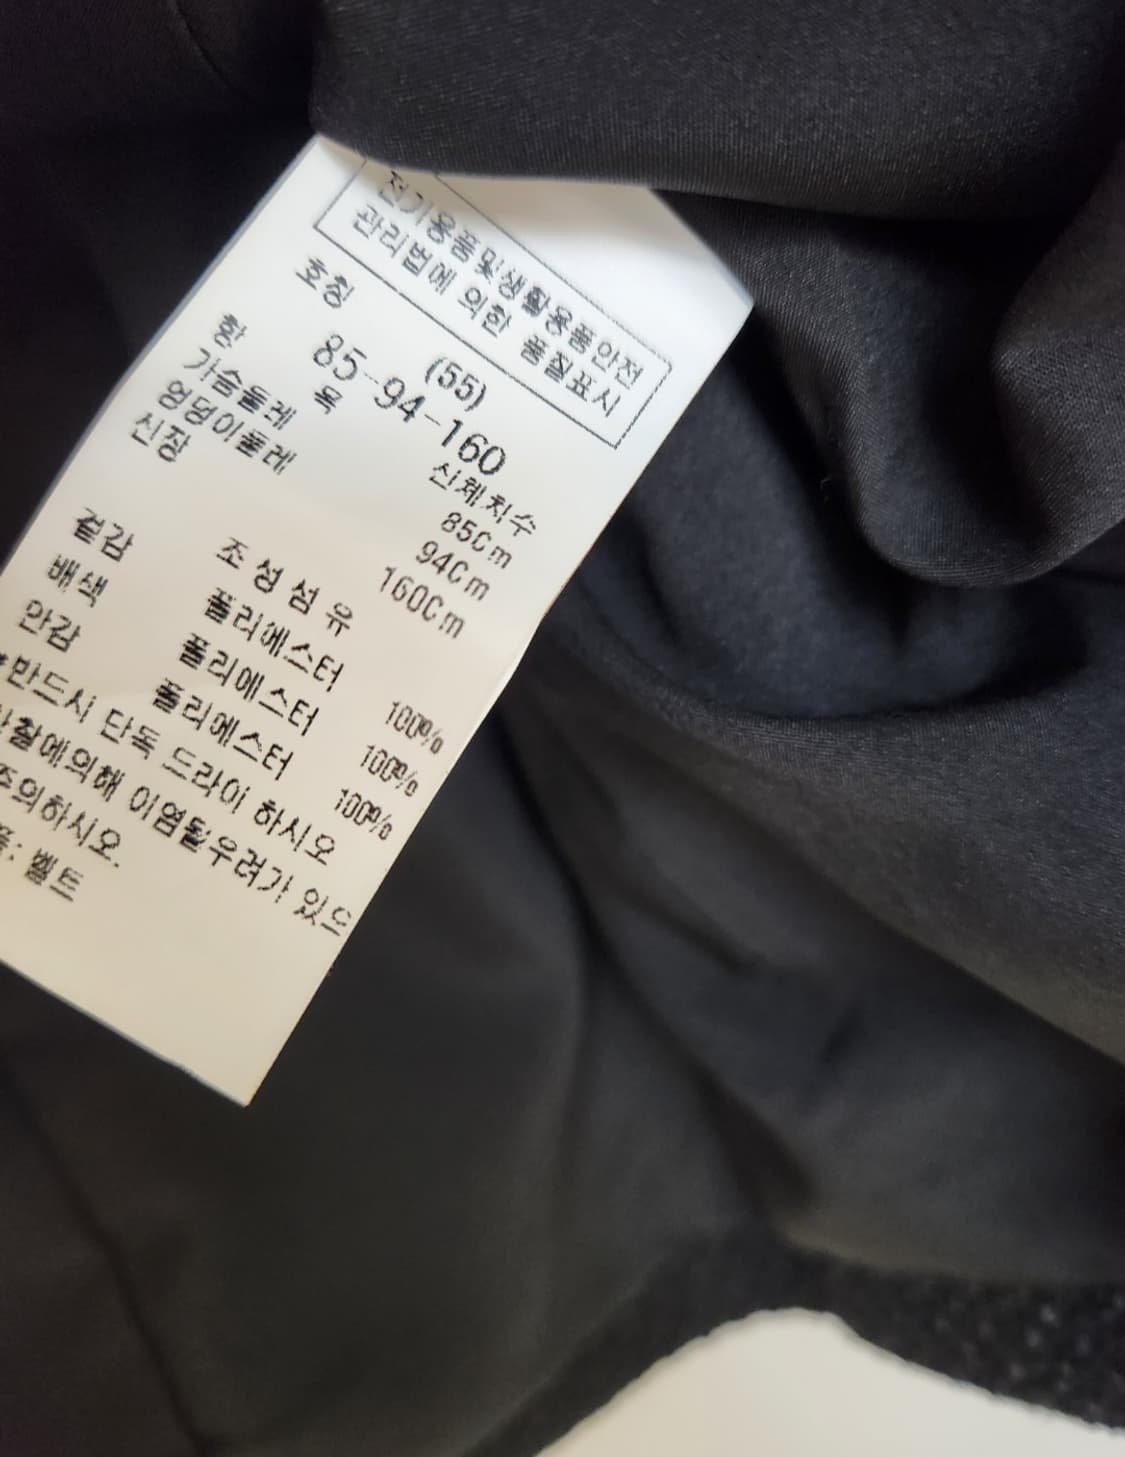 전기용품및생활용품안전
관리법에 의한 품질표시
호칭 (55)
85-94-160
항 목 신체치수
가슴둘레 85Cm
엉덩이둘레 94Cm
신장 160Cm
조 성 섬 유
겉감 폴리에스터 100%
배색 폴리에스터 100%
안감 폴리에스터 100%
*반드시 단독 드라이 하시오
찰에의해 이염될우려가 있으
주의하시오.
: 벨트